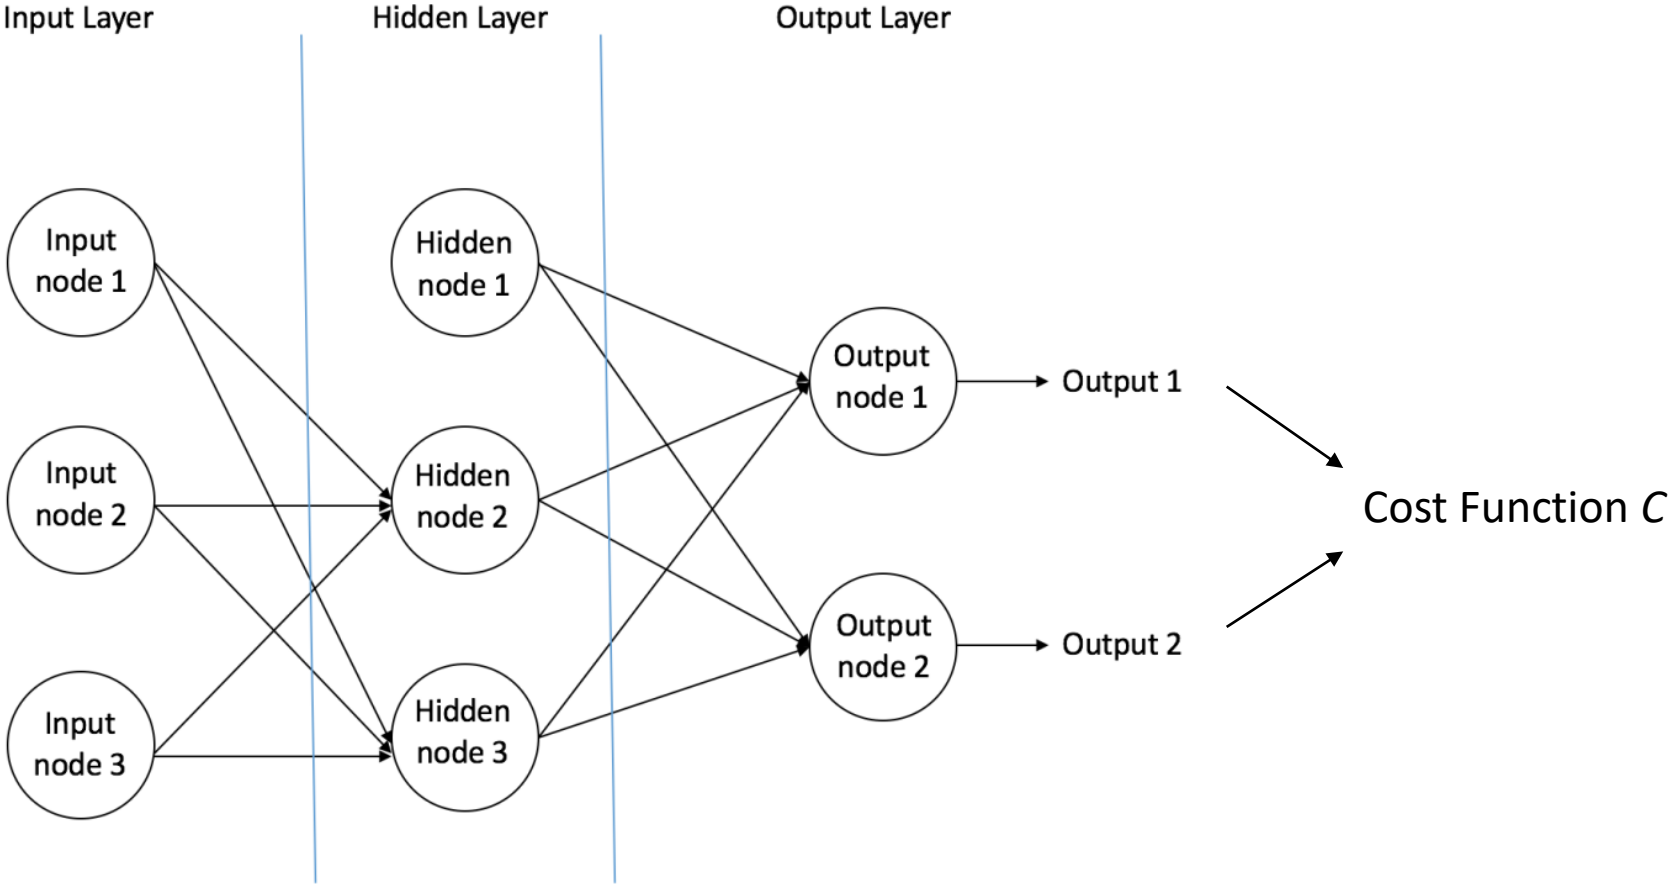 Input Layer
Hidden Layer
Output Layer
Input
node 1
Hidden
node 1
Output
node 1
Output 1
Input
node 2
Hidden
node 2
Cost Function C
Output
node 2
Output 2
Input
node 3
Hidden
node 3